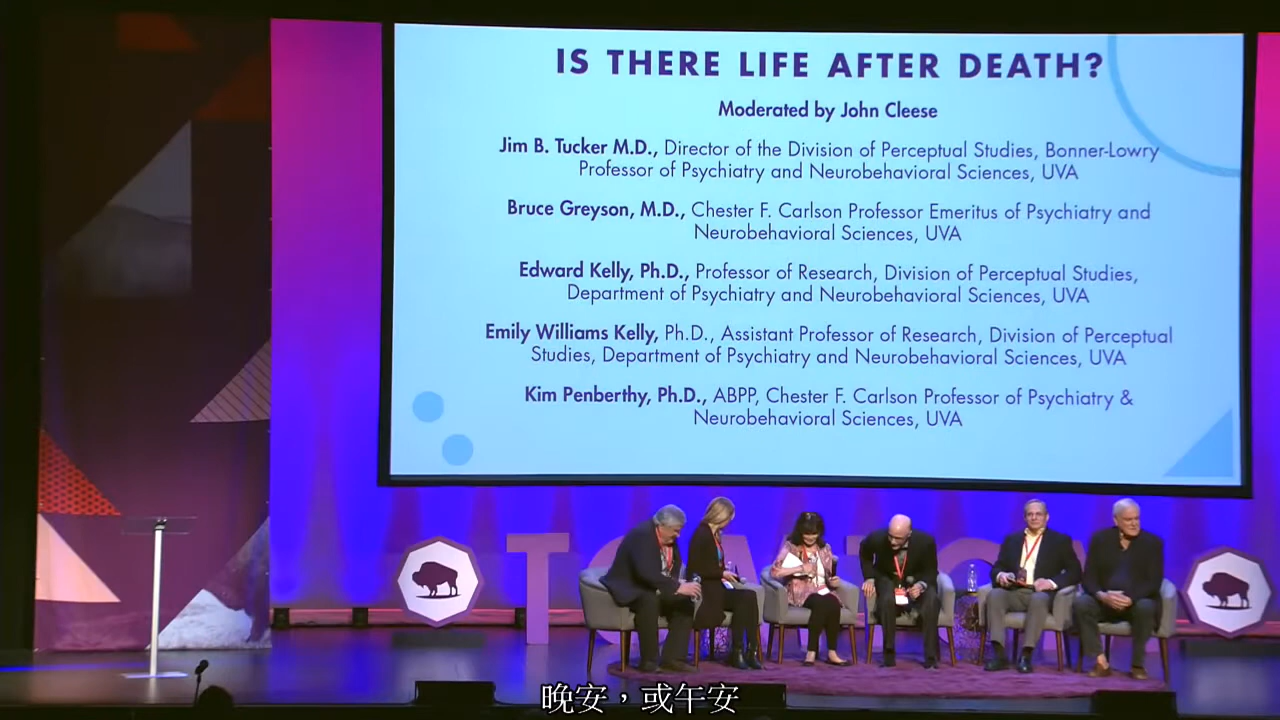 IS THERE LIFE AFTER DEATH?
Moderated by John Cleese
Jim B. Tucker M.D., Director of the Division of Perceptual Studies, Bonner-Lowry
Professor of Psychiatry and Neurobehavioral Sciences, UVA
Bruce Greyson, M.D., Chester F. Carlson Professor Emeritus of Psychiatry and
Neurobehavioral Sciences, UVA
Edward Kelly, Ph.D., Professor of Research, Division of Perceptual Studies,
Department of Psychiatry and Neurobehavioral Sciences, UVA
Emily Williams Kelly, Ph.D., Assistant Professor of Research, Division of Perceptual
Studies, Department of Psychiatry and Neurobehavioral Sciences, UVA
Kim Penberthy, Ph.D., ABPP, Chester F. Carlson Professor of Psychiatry &
Neurobehavioral Sciences, UVA
晚安，或午安